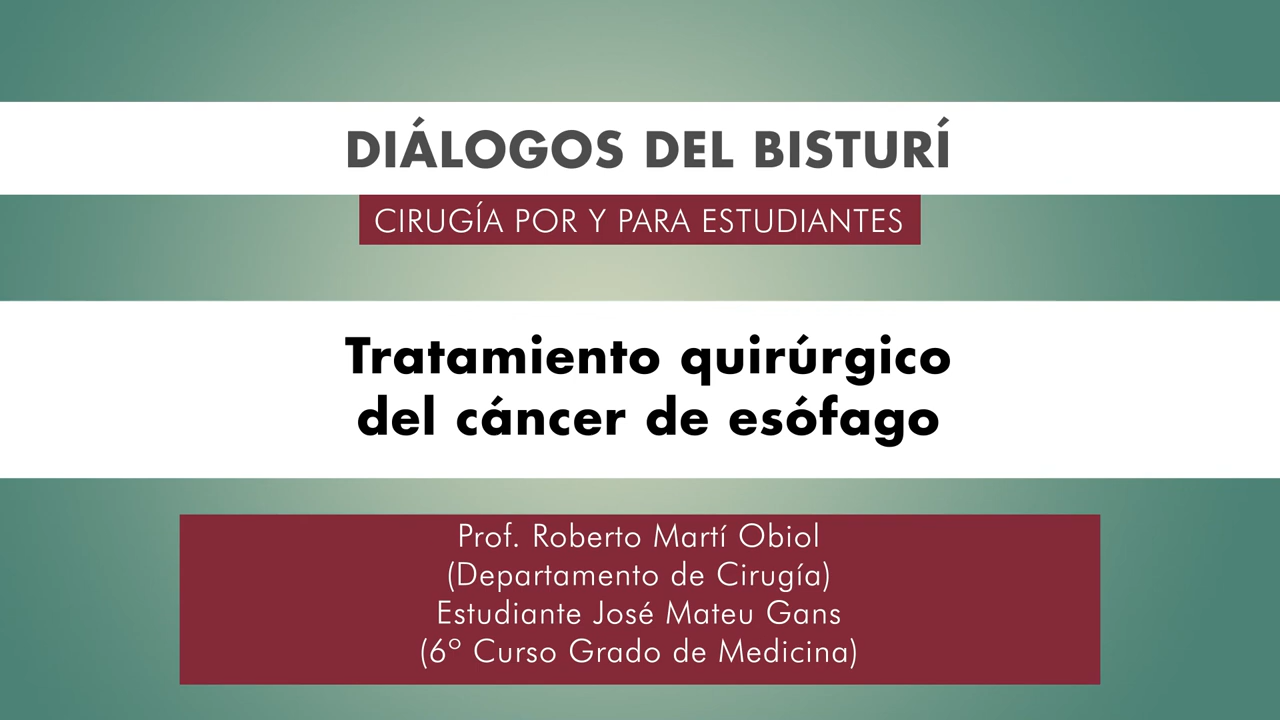 DIÁLOGOS DEL BISTURÍ
CIRUGÍA POR Y PARA ESTUDIANTES
Tratamiento quirúrgico
del cáncer de esófago
Prof. Roberto Martí Obiol
(Departamento de Cirugía)
Estudiante José Mateu Gans
(6º Curso Grado de Medicina)